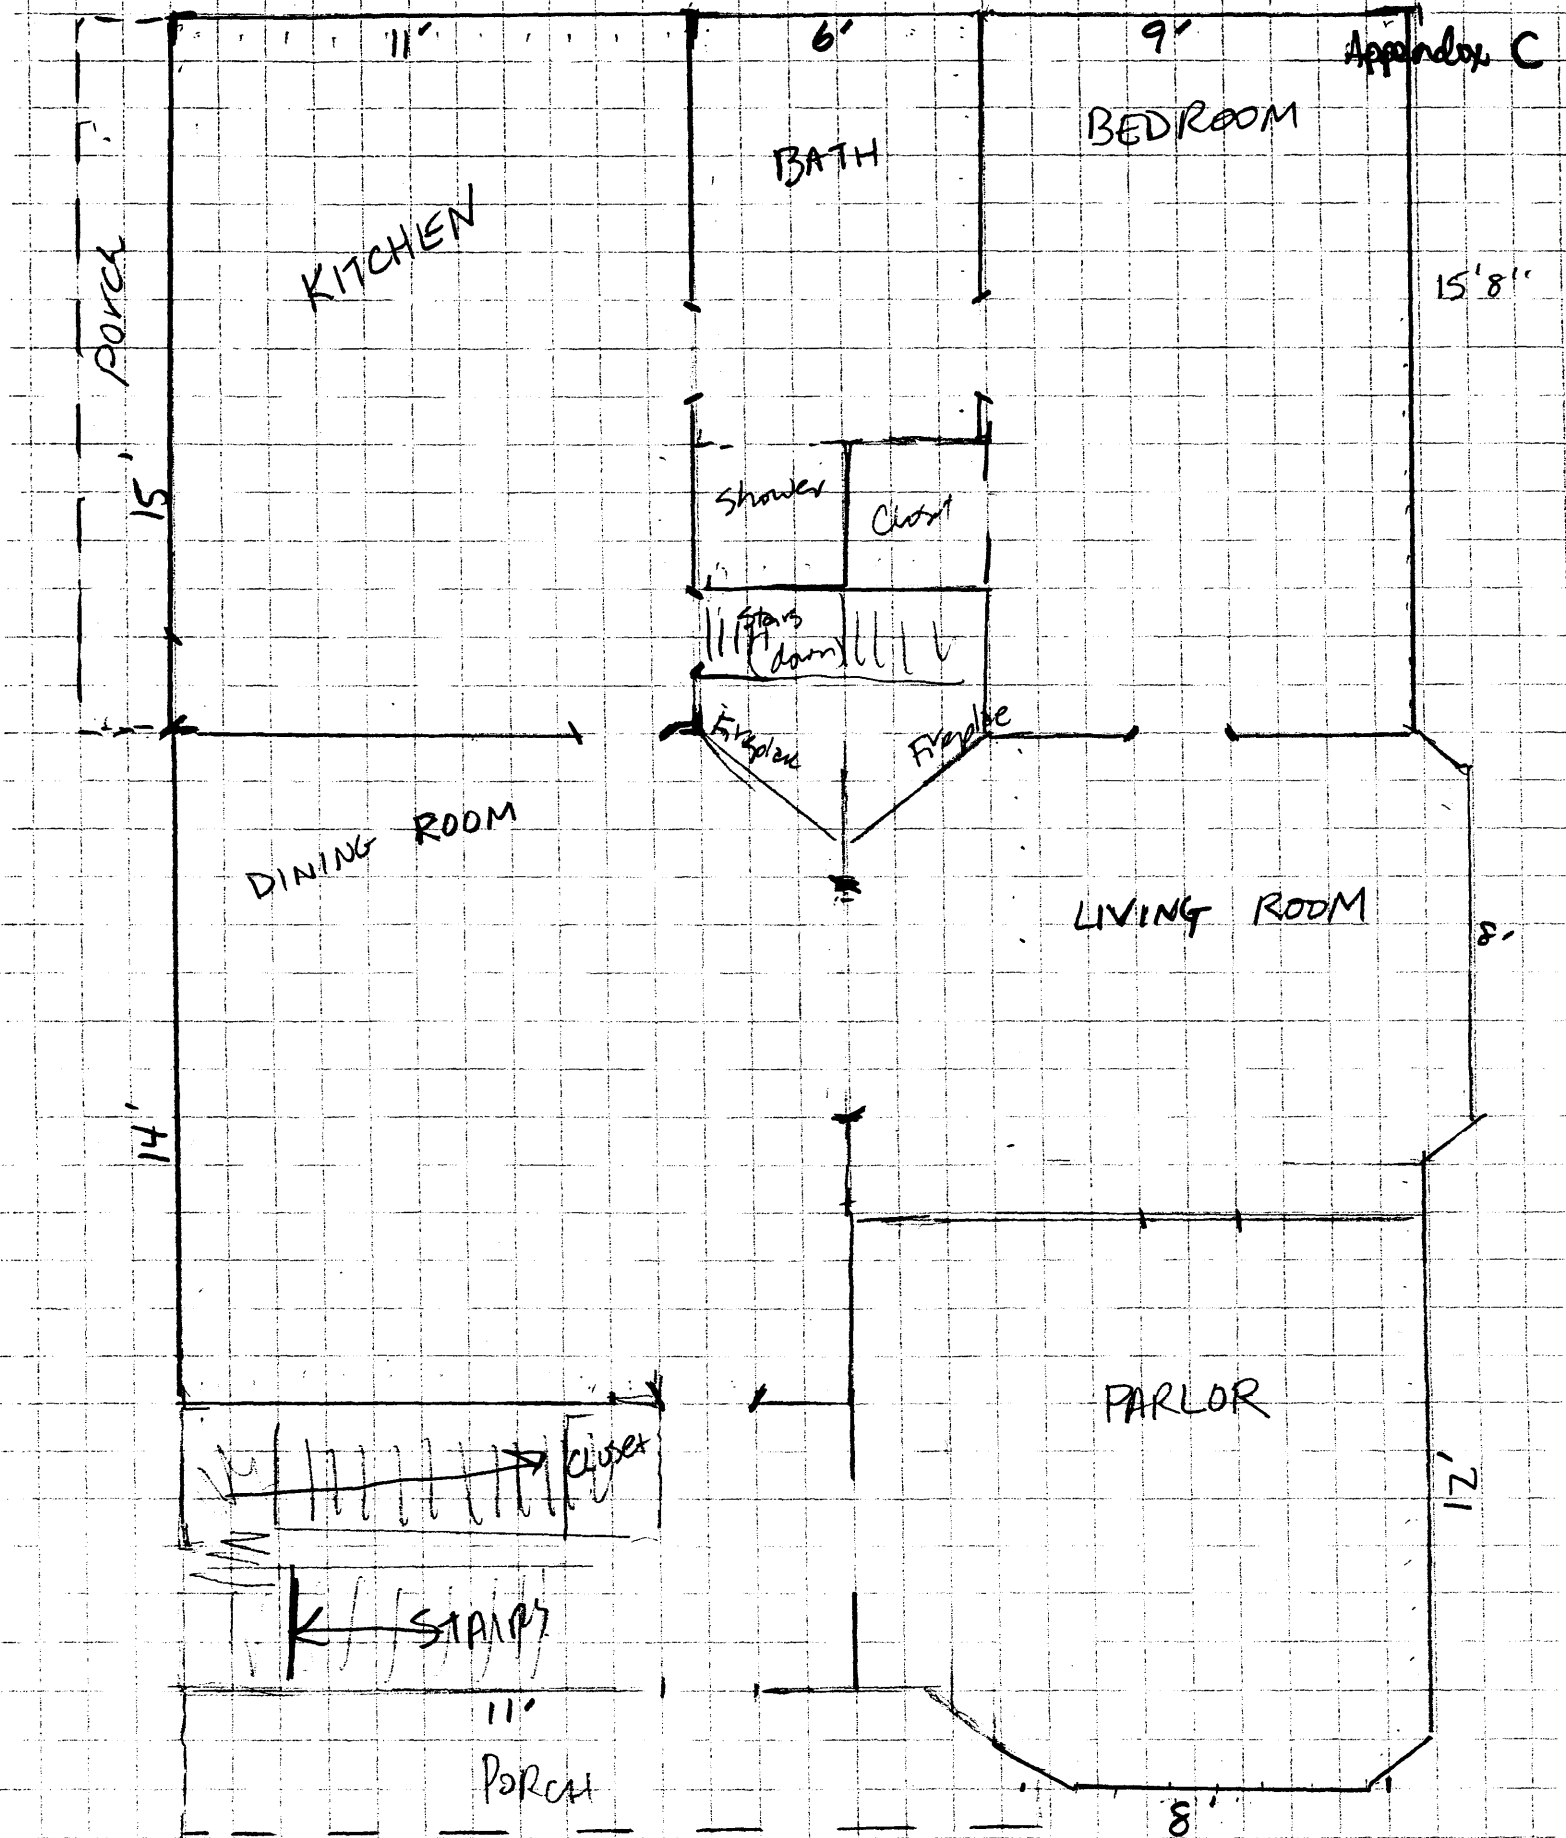 11'
6'
9'
Appendix C
BEDROOM
BATH
KITCHEN
Porch
15'8"
15'
Shower
Closet
Stairs
(down)
Fireplace
Fireplace
DINING ROOM
LIVING ROOM
8'
14'
PARLOR
Closet
12'
STAIRS
11'
PORCH
8'